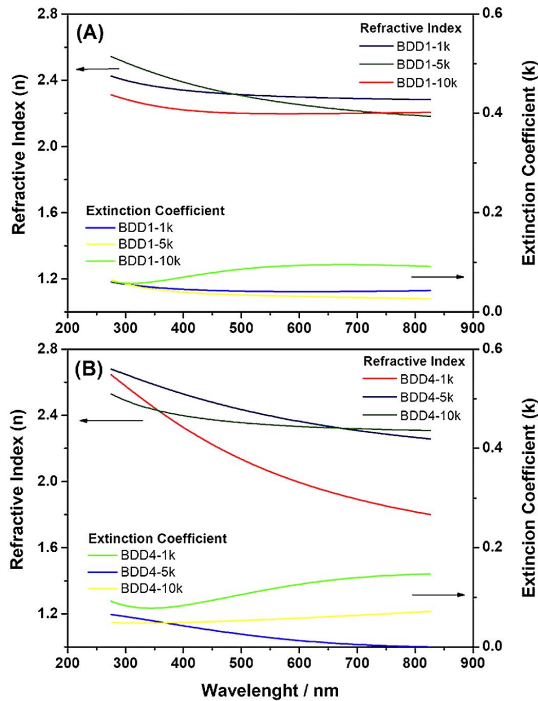 (A)
Refractive Index
BDD1-1k
BDD1-5k
BDD1-10k
Extinction Coefficient
BDD1-1k
BDD1-5k
BDD1-10k
Refractive Index (n)
2.8
2.4
2.0
1.6
1.2
Extinction Coefficient (k)
0.6
0.4
0.2
0.0
200 300 400 500 600 700 800 900
(B)
Refractive Index
BDD4-1k
BDD4-5k
BDD4-10k
Extinction Coefficient
BDD4-1k
BDD4-5k
BDD4-10k
Refractive Index (n)
2.8
2.4
2.0
1.6
1.2
Extincion Coefficient (k)
0.6
0.4
0.2
0.0
200 300 400 500 600 700 800 900
Wavelenght / nm